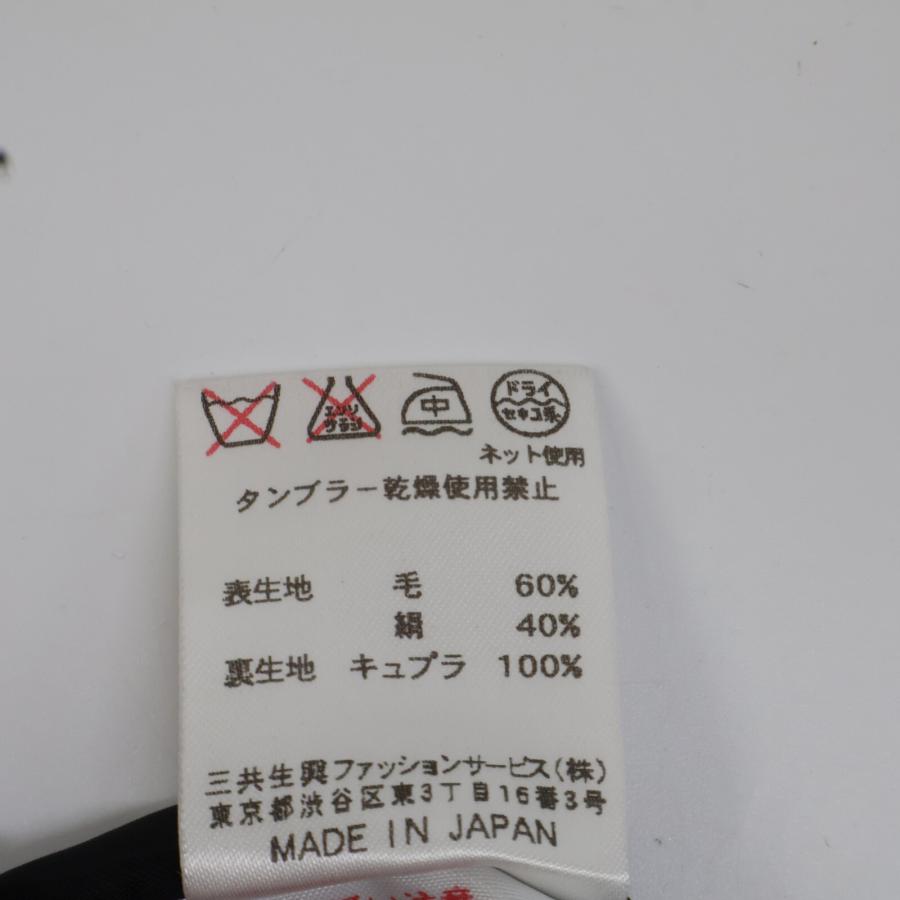 エンソ サラシ 中 ドライ セキユ系
ネット使用
タンブラー乾燥使用禁止
表生地 毛 60%
絹 40%
裏生地 キュプラ 100%
三共生興ファッションサービス(株)
東京都渋谷区東3丁目16番3号
MADE IN JAPAN
注意